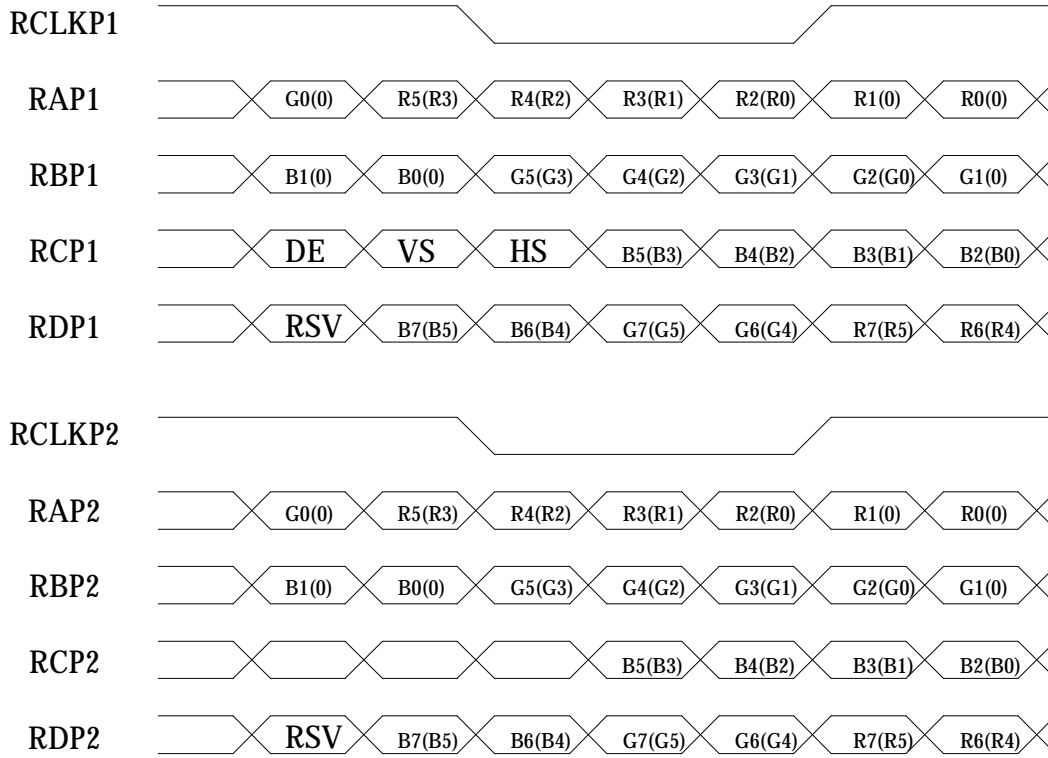 RCLKP1
RAP1 G0(0) R5(R3) R4(R2) R3(R1) R2(R0) R1(0) R0(0)
RBP1 B1(0) B0(0) G5(G3) G4(G2) G3(G1) G2(G0) G1(0)
RCP1 DE VS HS B5(B3) B4(B2) B3(B1) B2(B0)
RDP1 RSV B7(B5) B6(B4) G7(G5) G6(G4) R7(R5) R6(R4)
RCLKP2
RAP2 G0(0) R5(R3) R4(R2) R3(R1) R2(R0) R1(0) R0(0)
RBP2 B1(0) B0(0) G5(G3) G4(G2) G3(G1) G2(G0) G1(0)
RCP2 B5(B3) B4(B2) B3(B1) B2(B0)
RDP2 RSV B7(B5) B6(B4) G7(G5) G6(G4) R7(R5) R6(R4)